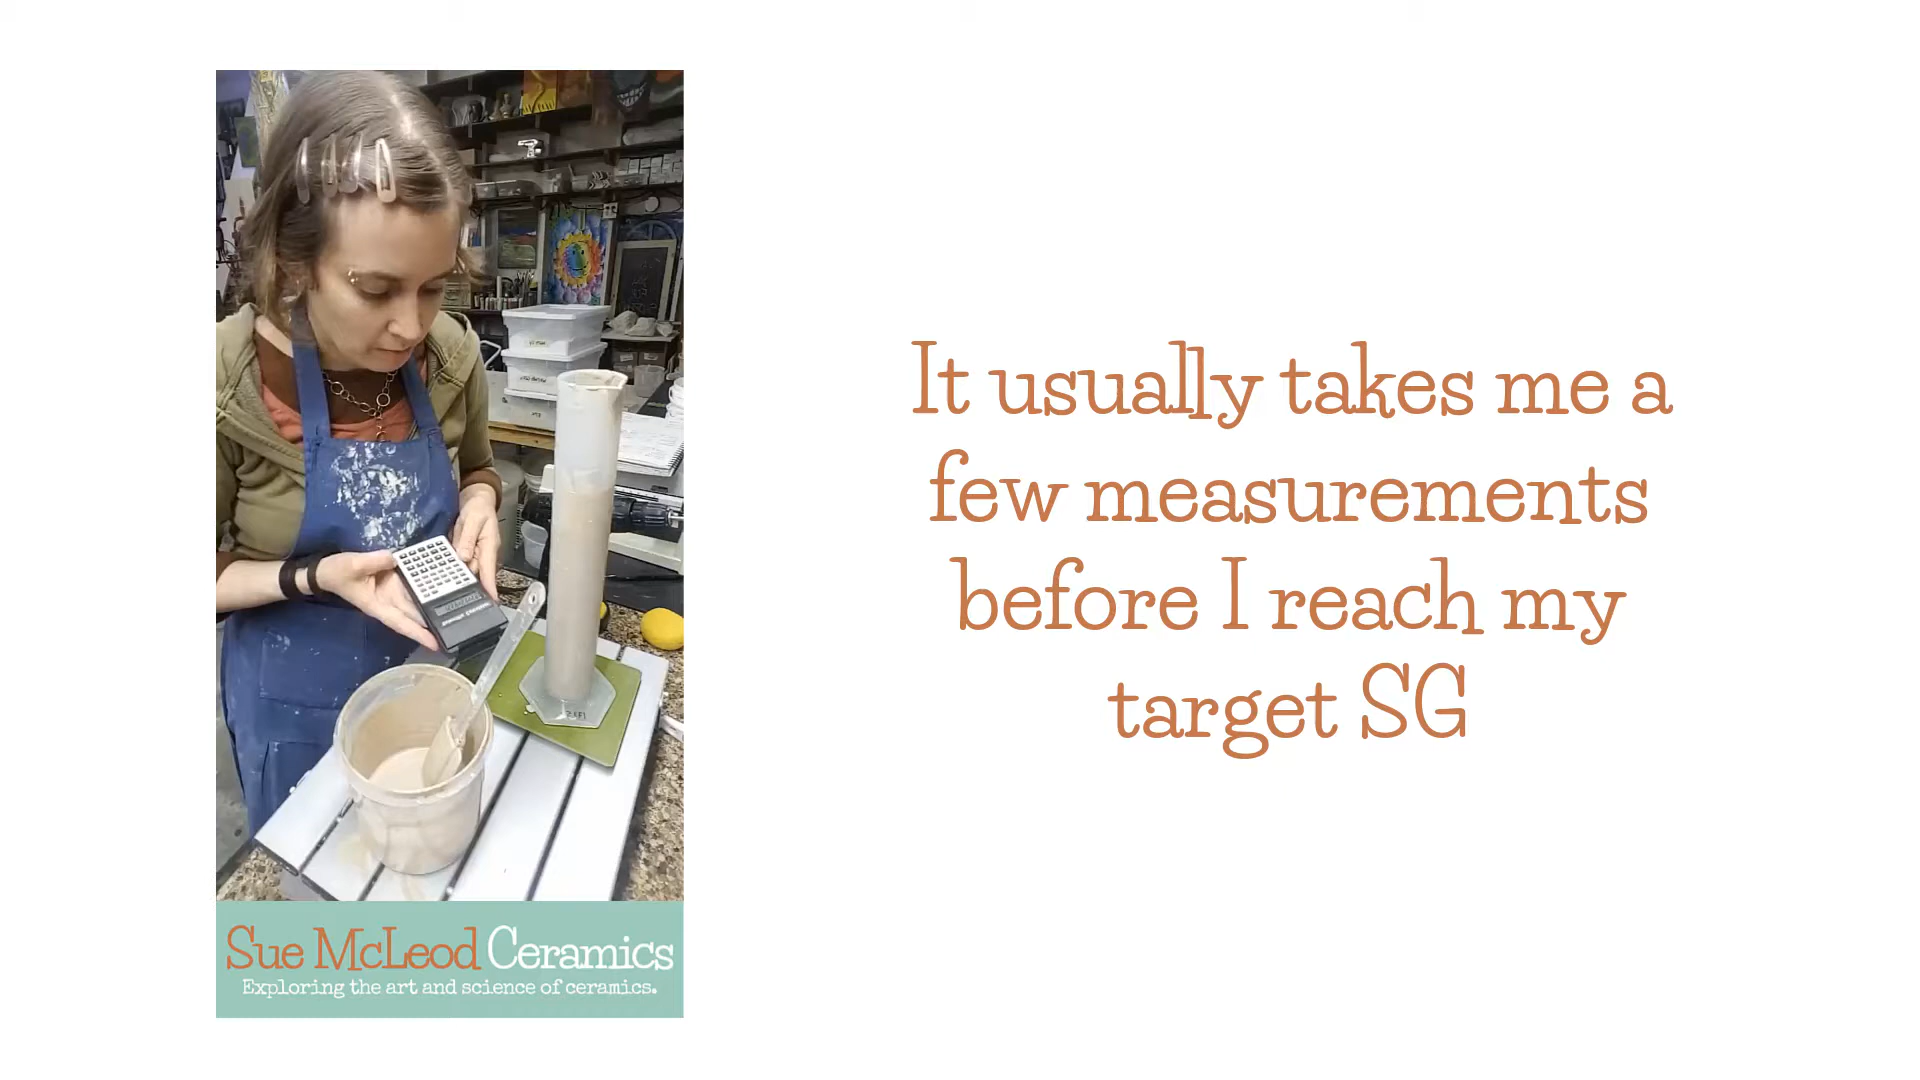 It usually takes me a
few measurements
before I reach my
target SG
Sue McLeod Ceramics
Exploring the art and science of ceramics.